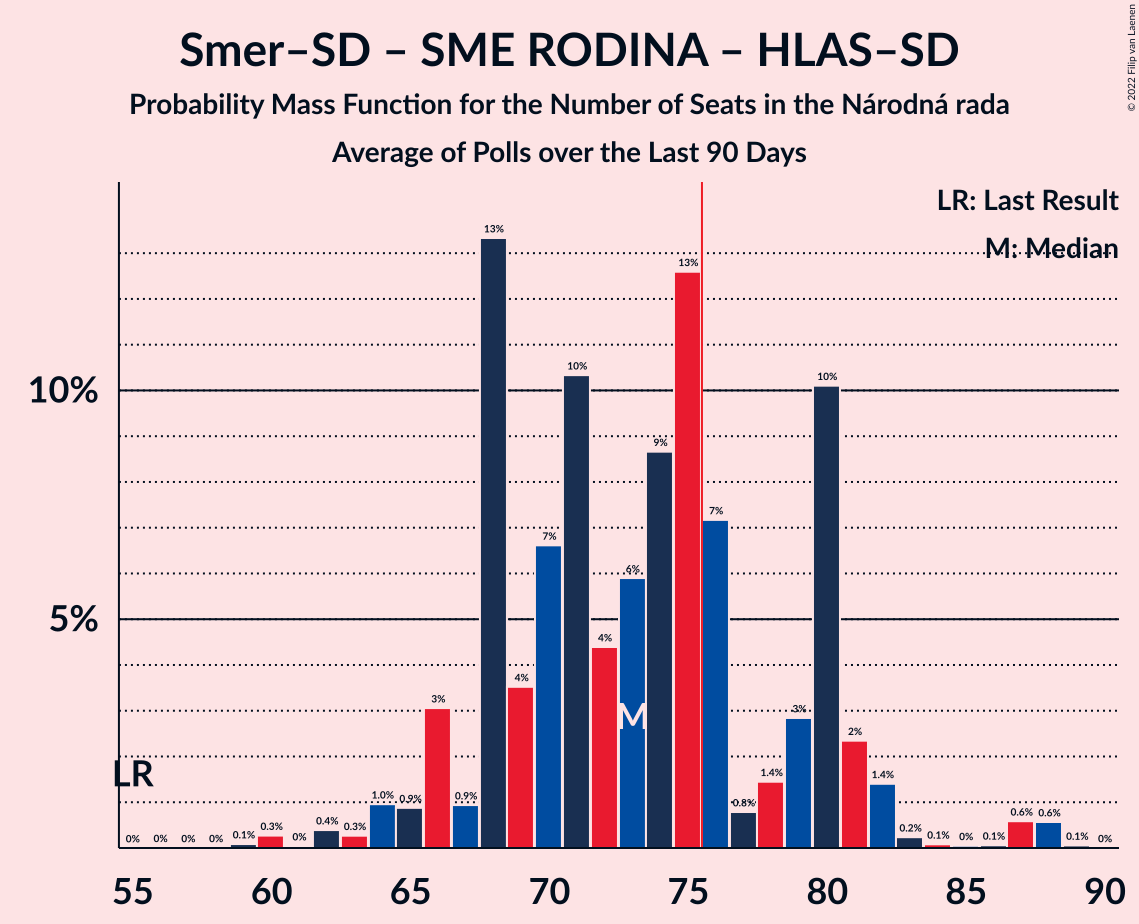 Smer–SD – SME RODINA – HLAS–SD
Probability Mass Function for the Number of Seats in the Národná rada
Average of Polls over the Last 90 Days
© 2022 Filip van Laenen
LR: Last Result
M: Median
10%
5%
LR
M
0% 0% 0% 0% 0.1% 0.3% 0% 0.4% 0.3% 1.0% 0.9% 3% 0.9% 13% 4% 7% 10% 4% 6% 9% 13% 7% 0.8% 1.4% 3% 10% 2% 1.4% 0.2% 0.1% 0% 0.1% 0.6% 0.6% 0.1% 0%
55 60 65 70 75 80 85 90